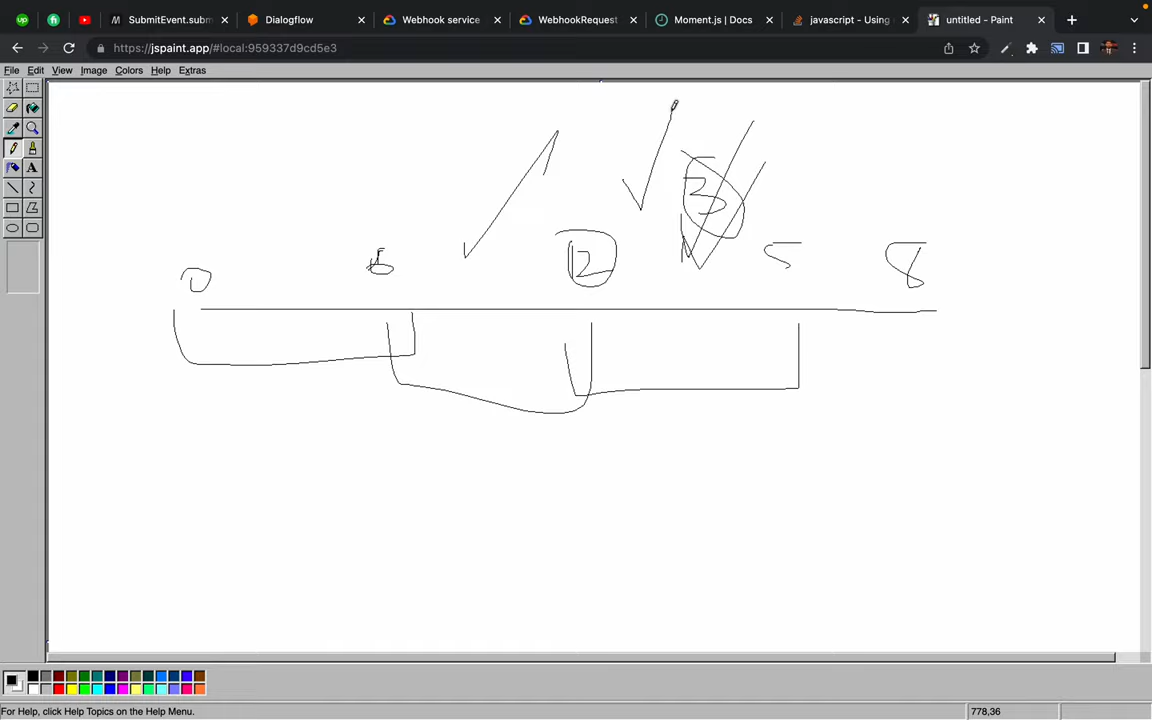 SubmitEvent.subm
Dialogflow
Webhook service
WebhookRequest
Moment.js | Docs
javascript - Using
untitled - Paint
https://jspaint.app/#local:959337d9cd5e3
File Edit View Image Colors Help Extras
3
0 6 12 5 8
For Help, click Help Topics on the Help Menu.
778,36